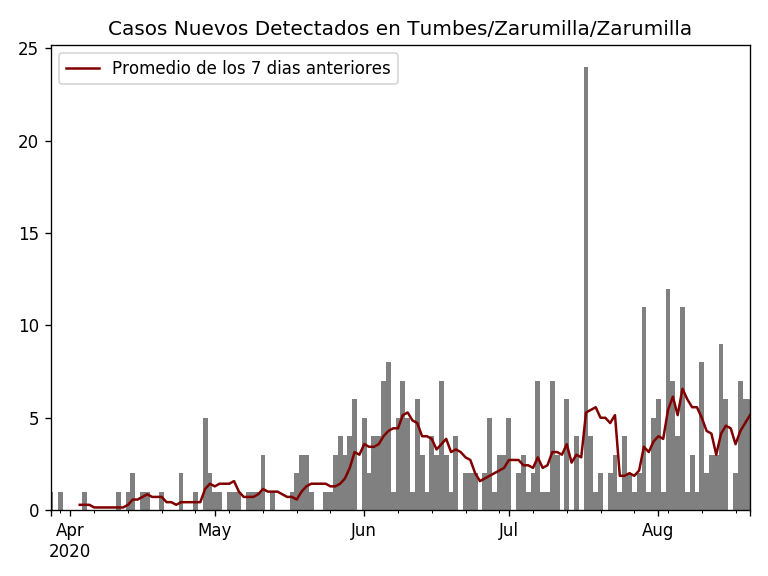 Casos Nuevos Detectados en Tumbes/Zarumilla/Zarumilla
Promedio de los 7 dias anteriores
25
20
15
10
5
0
Apr
2020
May
Jun
Jul
Aug